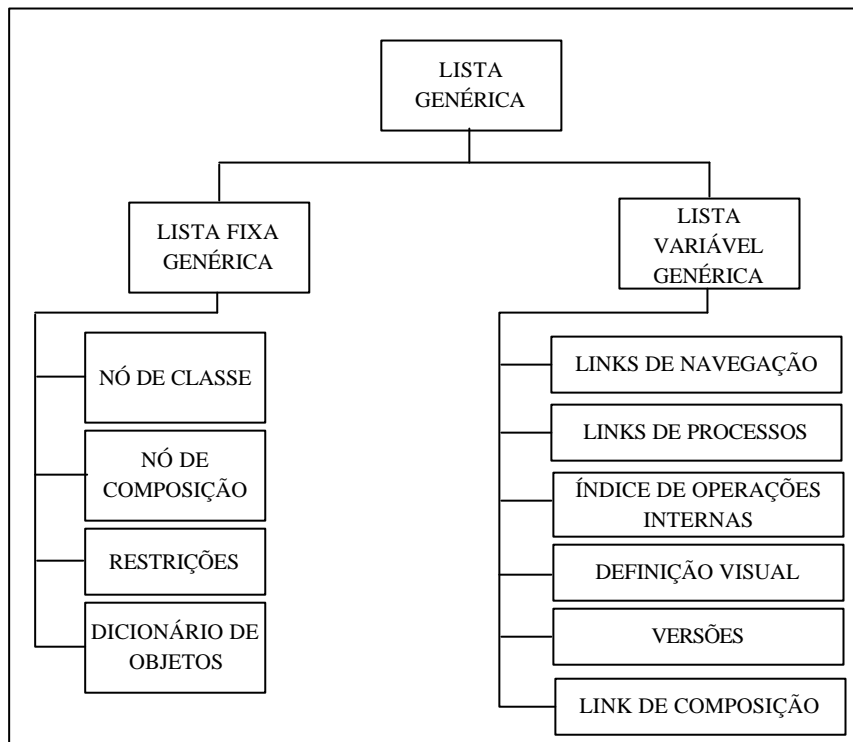 LISTA
GENÉRICA
LISTA FIXA
GENÉRICA
LISTA
VARIÁVEL
GENÉRICA
NÓ DE CLASSE
NÓ DE
COMPOSIÇÃO
RESTRIÇÕES
DICIONÁRIO DE
OBJETOS
LINKS DE NAVEGAÇÃO
LINKS DE PROCESSOS
ÍNDICE DE OPERAÇÕES
INTERNAS
DEFINIÇÃO VISUAL
VERSÕES
LINK DE COMPOSIÇÃO